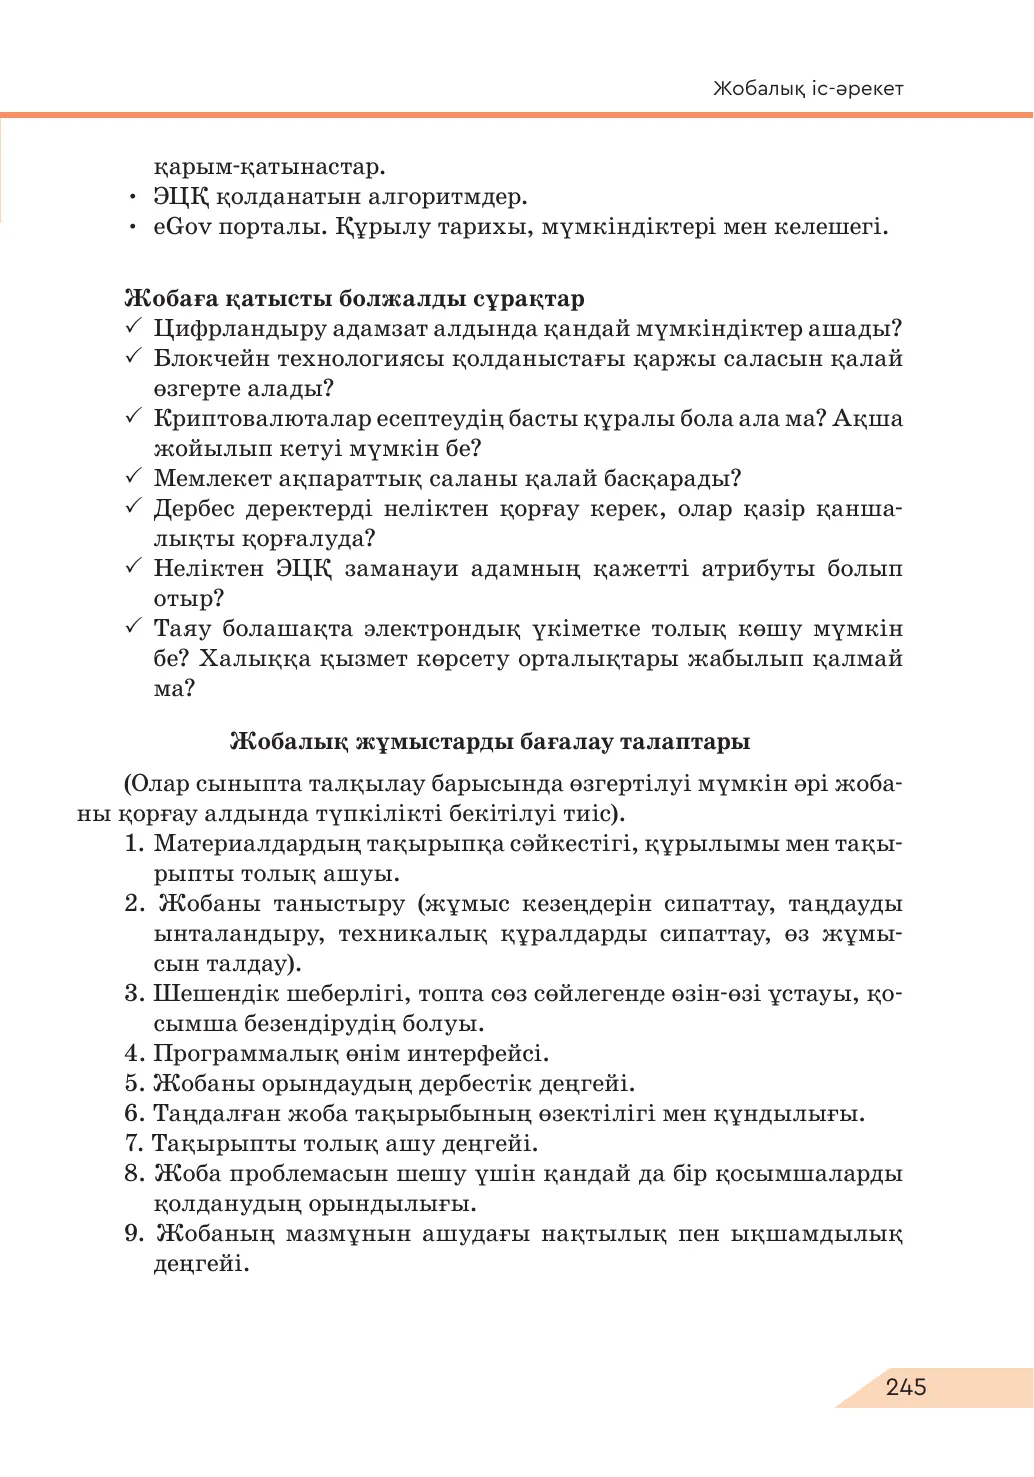 Жобалық іс-әрекет
қарым-қатынастар.
• ЭЦҚ қолданатын алгоритмдер.
• eGov порталы. Құрылу тарихы, мүмкіндіктері мен келешегі.
Жобаға қатысты болжалды сұрақтар
✓ Цифрландыру адамзат алдында қандай мүмкіндіктер ашады?
✓ Блокчейн технологиясы қолданыстағы қаржы саласын қалай
өзгерте алады?
✓ Криптовалюталар есептеудің басты құралы бола ала ма? Ақша
жойылып кетуі мүмкін бе?
✓ Мемлекет ақпараттық саланы қалай басқарады?
✓ Дербес деректерді неліктен қорғау керек, олар қазір қанша-
лықты қорғалуда?
✓ Неліктен ЭЦҚ заманауи адамның қажетті атрибуты болып
отыр?
✓ Таяу болашақта электрондық үкіметке толық көшу мүмкін
бе? Халыққа қызмет көрсету орталықтары жабылып қалмай
ма?
Жобалық жұмыстарды бағалау талаптары
(Олар сыныпта талқылау барысында өзгертілуі мүмкін әрі жоба-
ны қорғау алдында түпкілікті бекітілуі тиіс).
1. Материалдардың тақырыпқа сәйкестігі, құрылымы мен тақы-
рыпты толық ашуы.
2. Жобаны таныстыру (жұмыс кезеңдерін сипаттау, таңдауды
ынталандыру, техникалық құралдарды сипаттау, өз жұмы-
сын талдау).
3. Шешендік шеберлігі, топта сөз сөйлегенде өзін-өзі ұстауы, қо-
сымша безендірудің болуы.
4. Программалық өнім интерфейсі.
5. Жобаны орындаудың дербестік деңгейі.
6. Таңдалған жоба тақырыбының өзектілігі мен құндылығы.
7. Тақырыпты толық ашу деңгейі.
8. Жоба проблемасын шешу үшін қандай да бір қосымшаларды
қолданудың орындылығы.
9. Жобаның мазмұнын ашудағы нақтылық пен ықшамдылық
деңгейі.
245